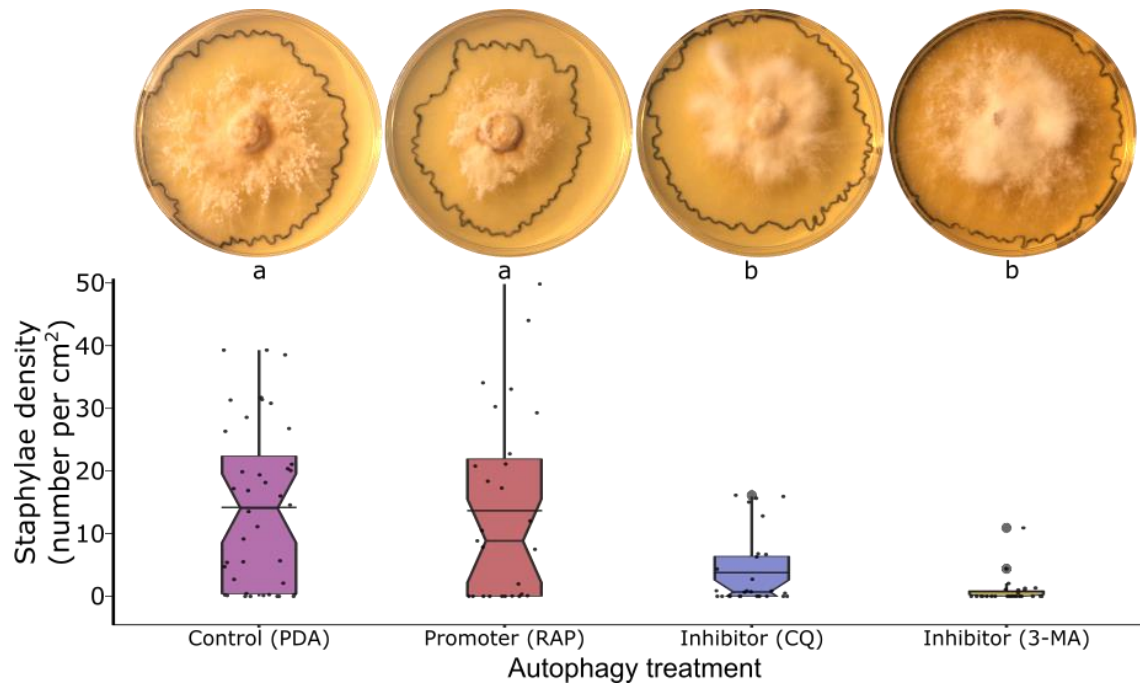 a a b b
Staphylae density
(number per cm²)
50
40
30
20
10
0
Control (PDA) Promoter (RAP) Inhibitor (CQ) Inhibitor (3-MA)
Autophagy treatment